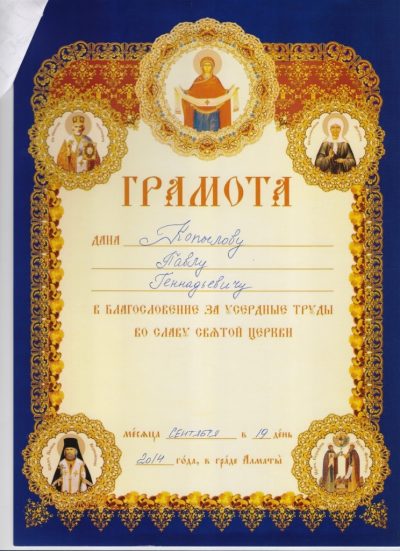 ГРАМОТА
ДАНА Копылову
Павлу
Геннадьевичу
В БЛАГОСЛОВЕНИЕ ЗА УСЕРДНЫЕ ТРУДЫ
ВО СЛАВУ СВЯТОЙ ЦЕРКВИ
МЕСЯЦА СЕНТЯБРЯ В 19 ДЕНЬ
2014 ГОДА, В ГРАДЕ АЛМАТЫ